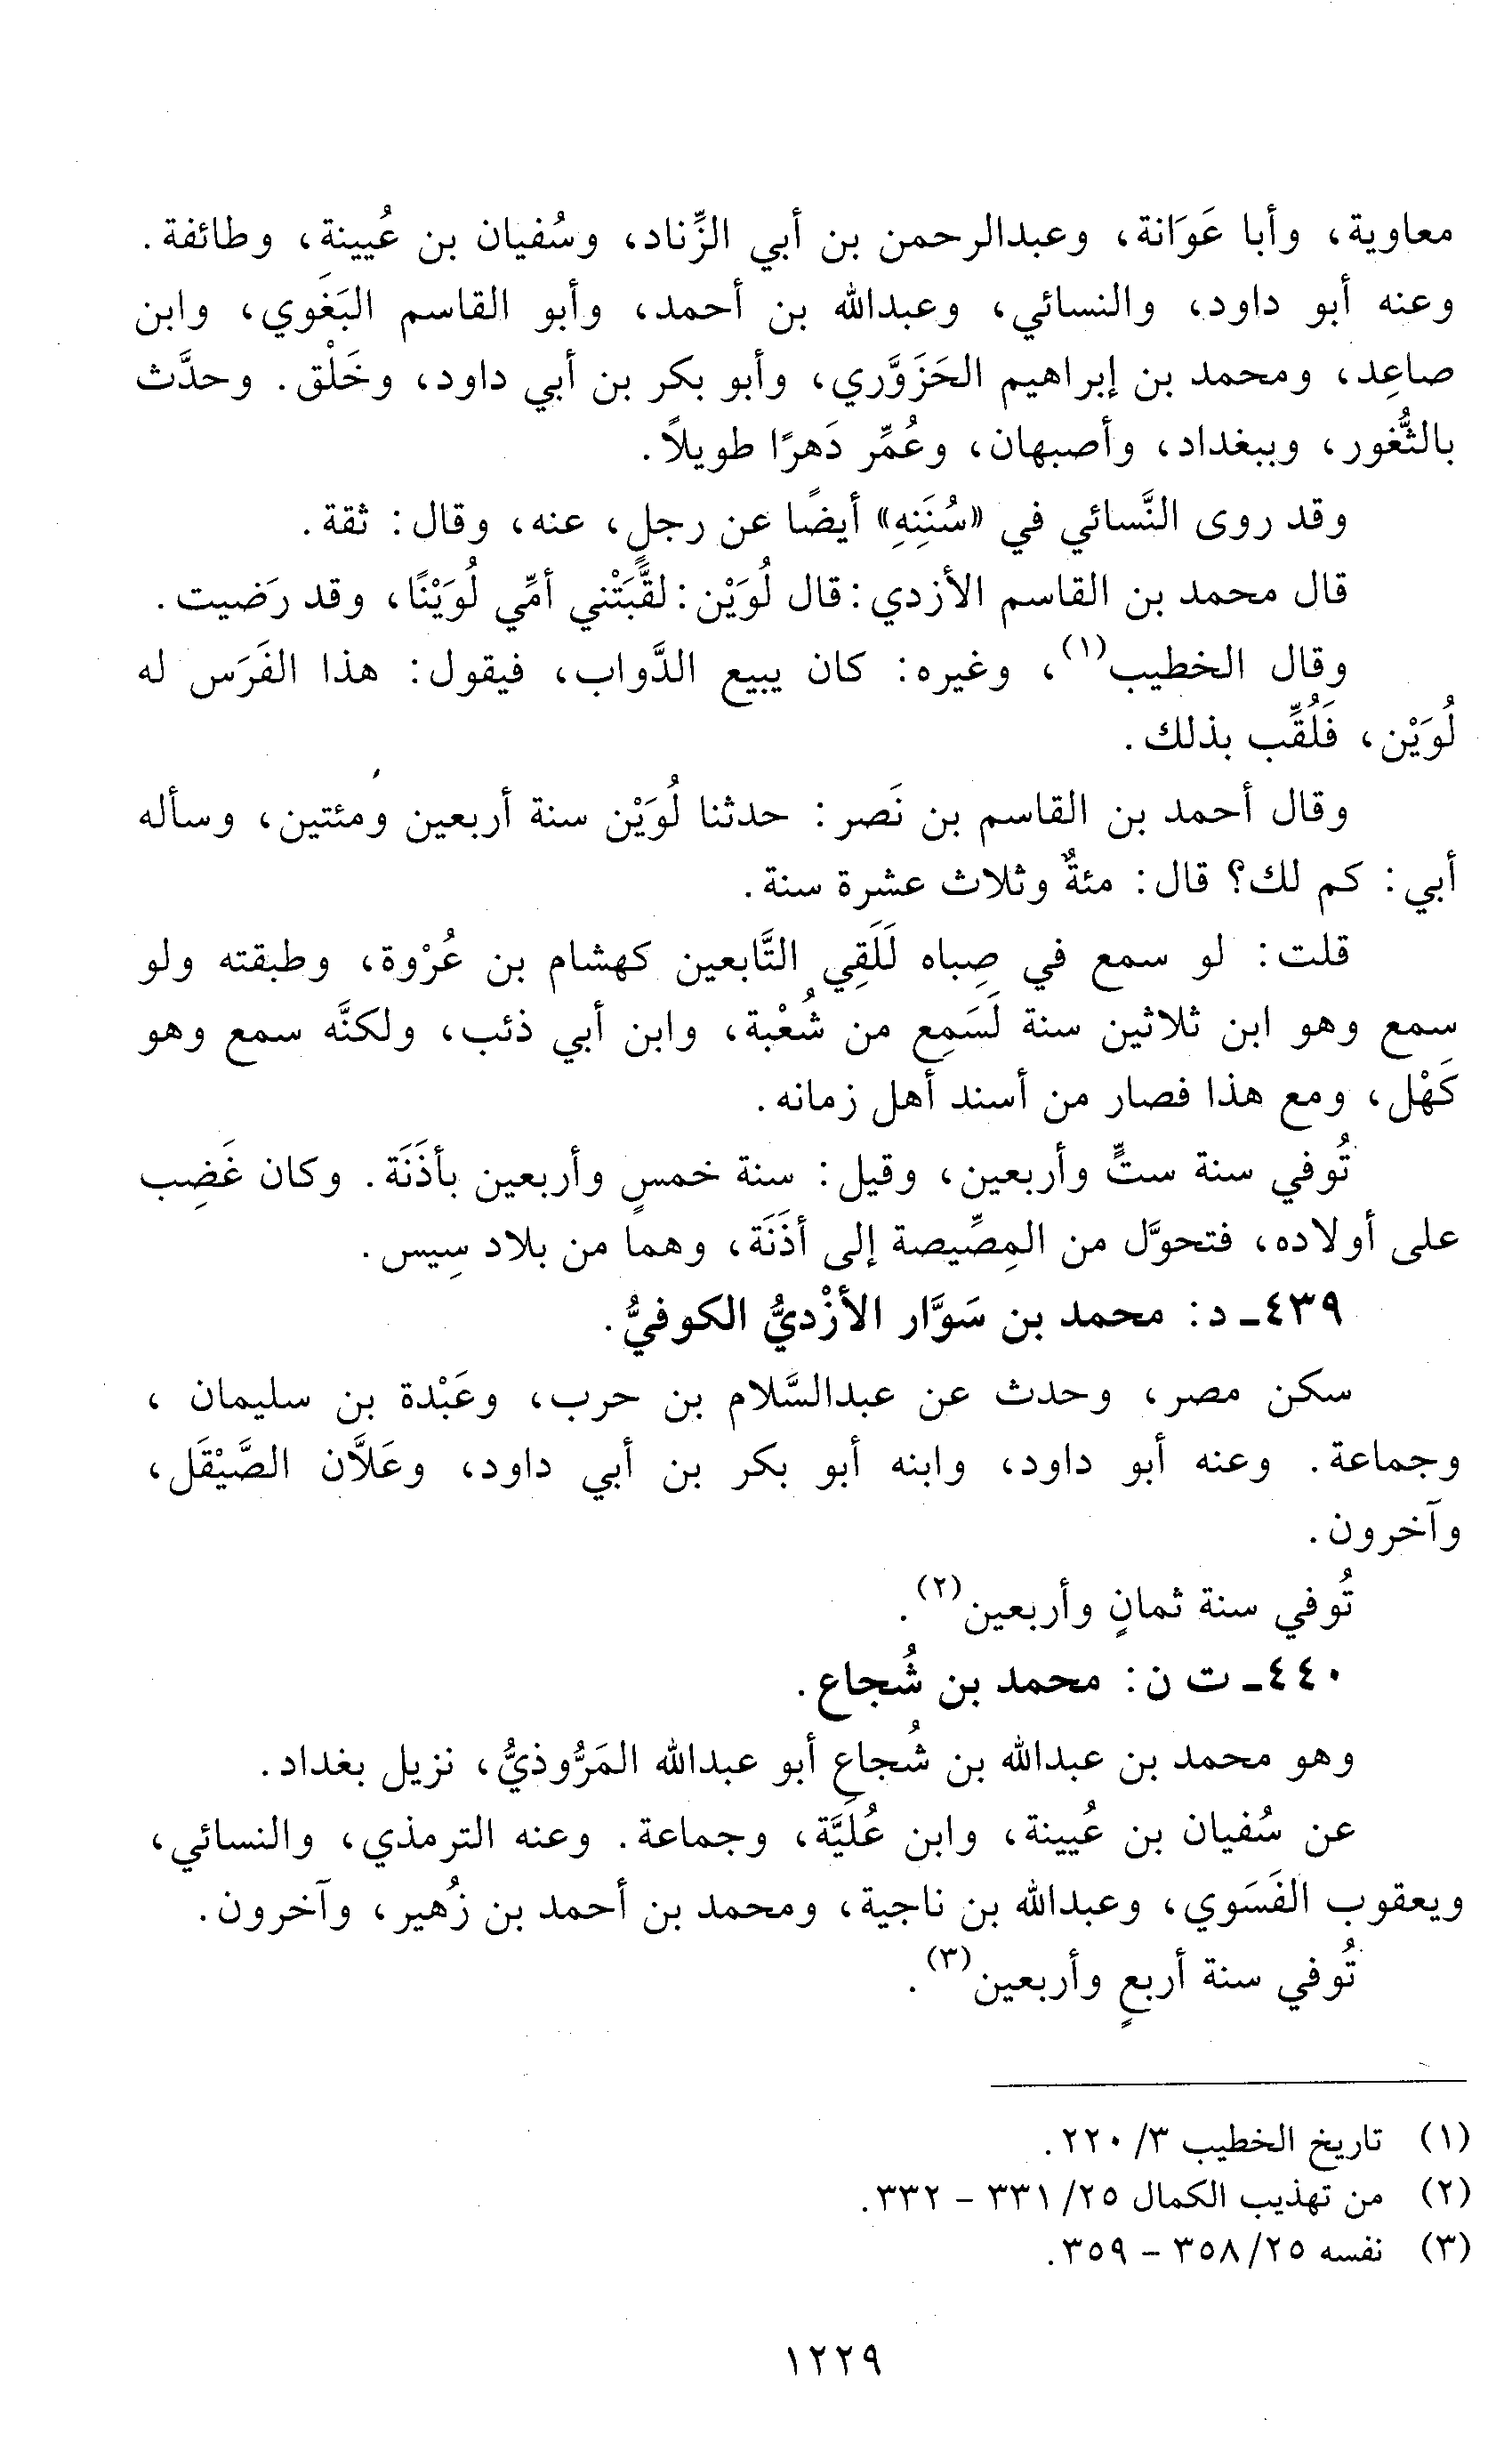 معاوية، وأبا عَوَانة، وعبدالرحمن بن أبي الزِّناد، وسُفيان بن عُيينة، وطائفة.
وعنه أبو داود، والنسائي، وعبدالله بن أحمد، وأبو القاسم البَغَوي، وابن
صاعِد، ومحمد بن إبراهيم الحَزَوَّري، وأبو بكر بن أبي داود، وخَلْق. وحدَّث
بالثُّغور، وببغداد، وأصبهان، وعُمِّر دَهرًا طويلاً.
وقد روى النَّسائي في «سُنَنِهِ» أيضًا عن رجلٍ، عنه، وقال: ثقة.
قال محمد بن القاسم الأزدي: قال لُوَيْن: لقَّبَتْني أمِّي لُوَيْنًا، وقد رَضيت.
وقال الخطيب(١)، وغيره: كان يبيع الدَّواب، فيقول: هذا الفَرَس له
لُوَيْن، فَلُقِّب بذلك.
وقال أحمد بن القاسم بن نَصر: حدثنا لُوَيْن سنة أربعين ومئتين، وسأله
أبي: كم لك؟ قال: مئةٌ وثلاث عشرة سنة.
قلت: لو سمع في صِباه لَلَقِي التَّابعين كهشام بن عُرْوة، وطبقته ولو
سمع وهو ابن ثلاثين سنة لَسَمِع من شُعْبة، وابن أبي ذئب، ولكنَّه سمع وهو
كَهْل، ومع هذا فصار من أسند أهل زمانه.
تُوفي سنة ستٍّ وأربعين، وقيل: سنة خمسٍ وأربعين بأذَنَة. وكان غَضِب
على أولاده، فتحوَّل من المِصِّيصة إلى أذَنَة، وهما من بلاد سِيس.
٤٣٩ـ د: محمد بن سَوَّار الأزْديُّ الكوفيُّ.
سكن مصر، وحدث عن عبدالسَّلام بن حرب، وعَبْدة بن سليمان ،
وجماعة. وعنه أبو داود، وابنه أبو بكر بن أبي داود، وعَلاَّن الصَّيْقَل،
وآخرون.
تُوفي سنة ثمانٍ وأربعين(٢).
٤٤٠ـ ت ن: محمد بن شُجاع.
وهو محمد بن عبدالله بن شُجاعِ أبو عبدالله المَرُّوذيُّ، نزيل بغداد.
عن سُفيان بن عُيينة، وابن عُلَيَّة، وجماعة. وعنه الترمذي، والنسائي،
ويعقوب الفَسَوي، وعبدالله بن ناجية، ومحمد بن أحمد بن زُهير، وآخرون.
تُوفي سنة أربعٍ وأربعين(٣).
(١) تاريخ الخطيب ٣/ ٢٢٠.
(٢) من تهذيب الكمال ٢٥/ ٣٣١ - ٣٣٢.
(٣) نفسه ٢٥/ ٣٥٨ - ٣٥٩.
١٢٢٩